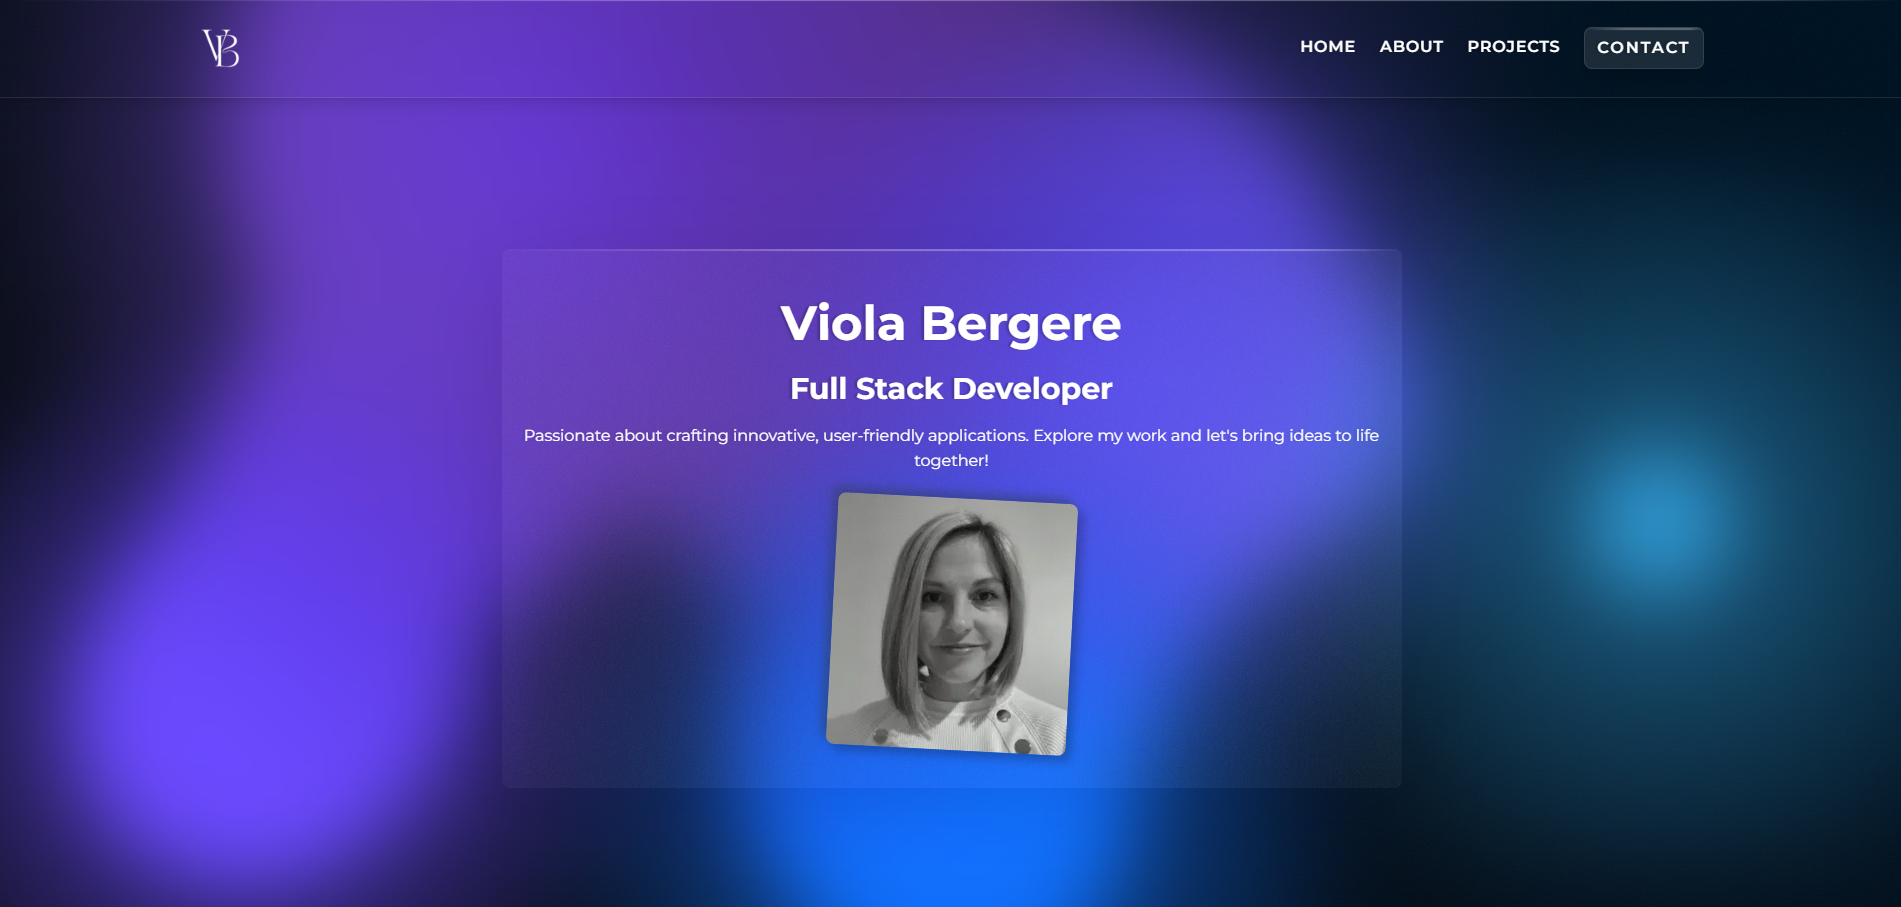 VB
HOME ABOUT PROJECTS CONTACT
Viola Bergere
Full Stack Developer
Passionate about crafting innovative, user-friendly applications. Explore my work and let's bring ideas to life
together!